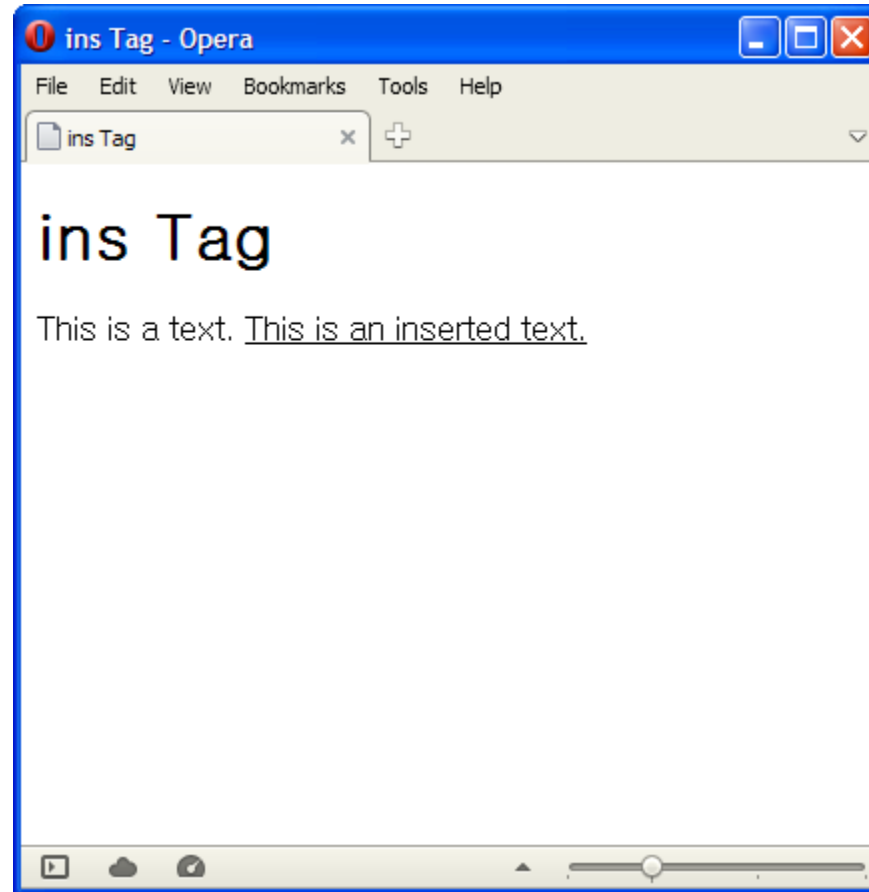 ins Tag - Opera
File Edit View Bookmarks Tools Help
ins Tag
ins Tag
This is a text. This is an inserted text.